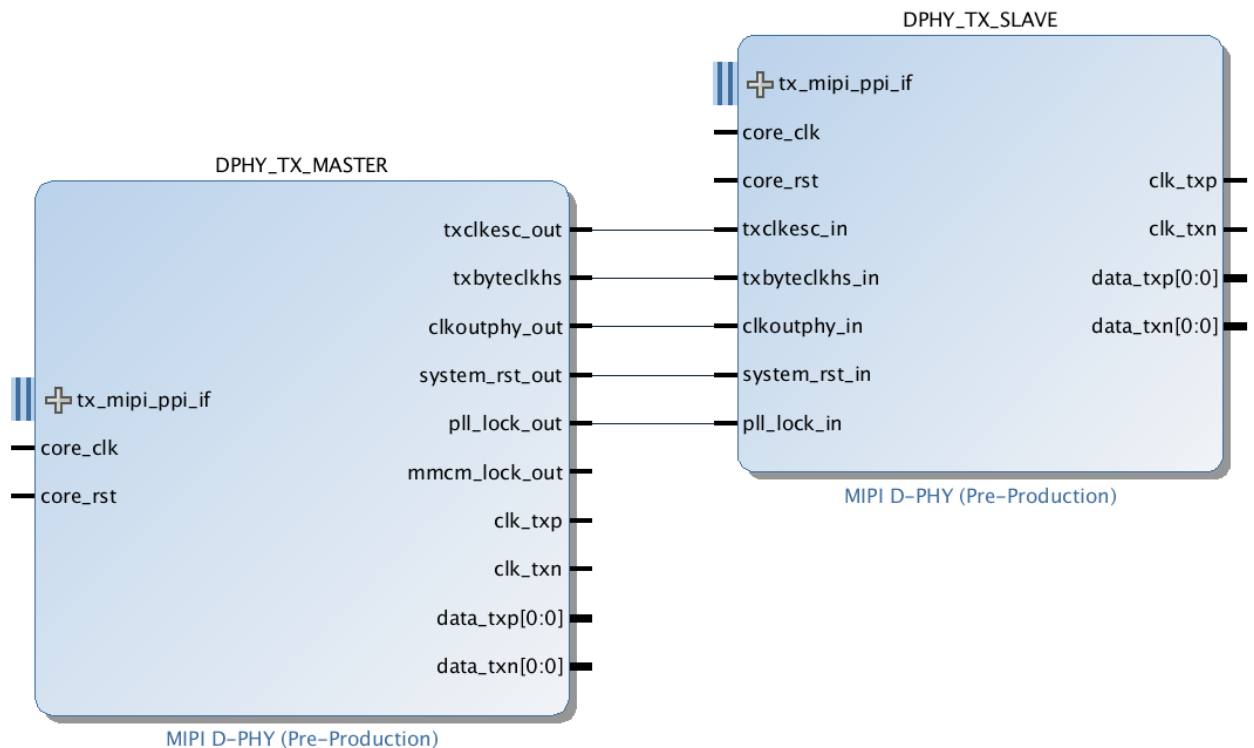 DPHY_TX_SLAVE
tx_mipi_ppi_if
core_clk
core_rst
txclkesc_in
txbyteclkhs_in
clkoutphy_in
system_rst_in
pll_lock_in
clk_txp
clk_txn
data_txp[0:0]
data_txn[0:0]
MIPI D-PHY (Pre-Production)
DPHY_TX_MASTER
tx_mipi_ppi_if
core_clk
core_rst
txclkesc_out
txbyteclkhs
clkoutphy_out
system_rst_out
pll_lock_out
mmcm_lock_out
clk_txp
clk_txn
data_txp[0:0]
data_txn[0:0]
MIPI D-PHY (Pre-Production)